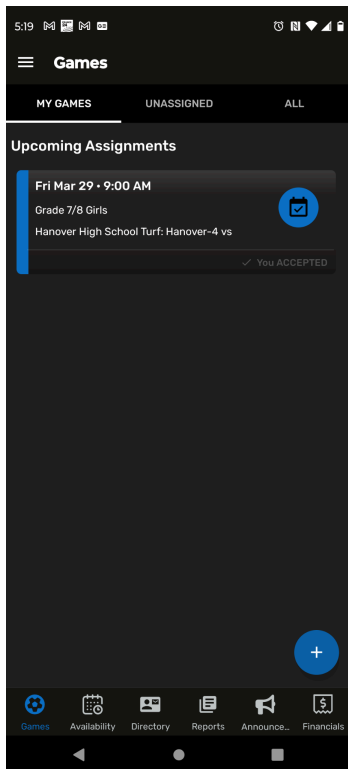 5:19
Games
MY GAMES UNASSIGNED ALL
Upcoming Assignments
Fri Mar 29 • 9:00 AM
Grade 7/8 Girls
Hanover High School Turf: Hanover-4 vs
You ACCEPTED
Games Availability Directory Reports Announce... Financials